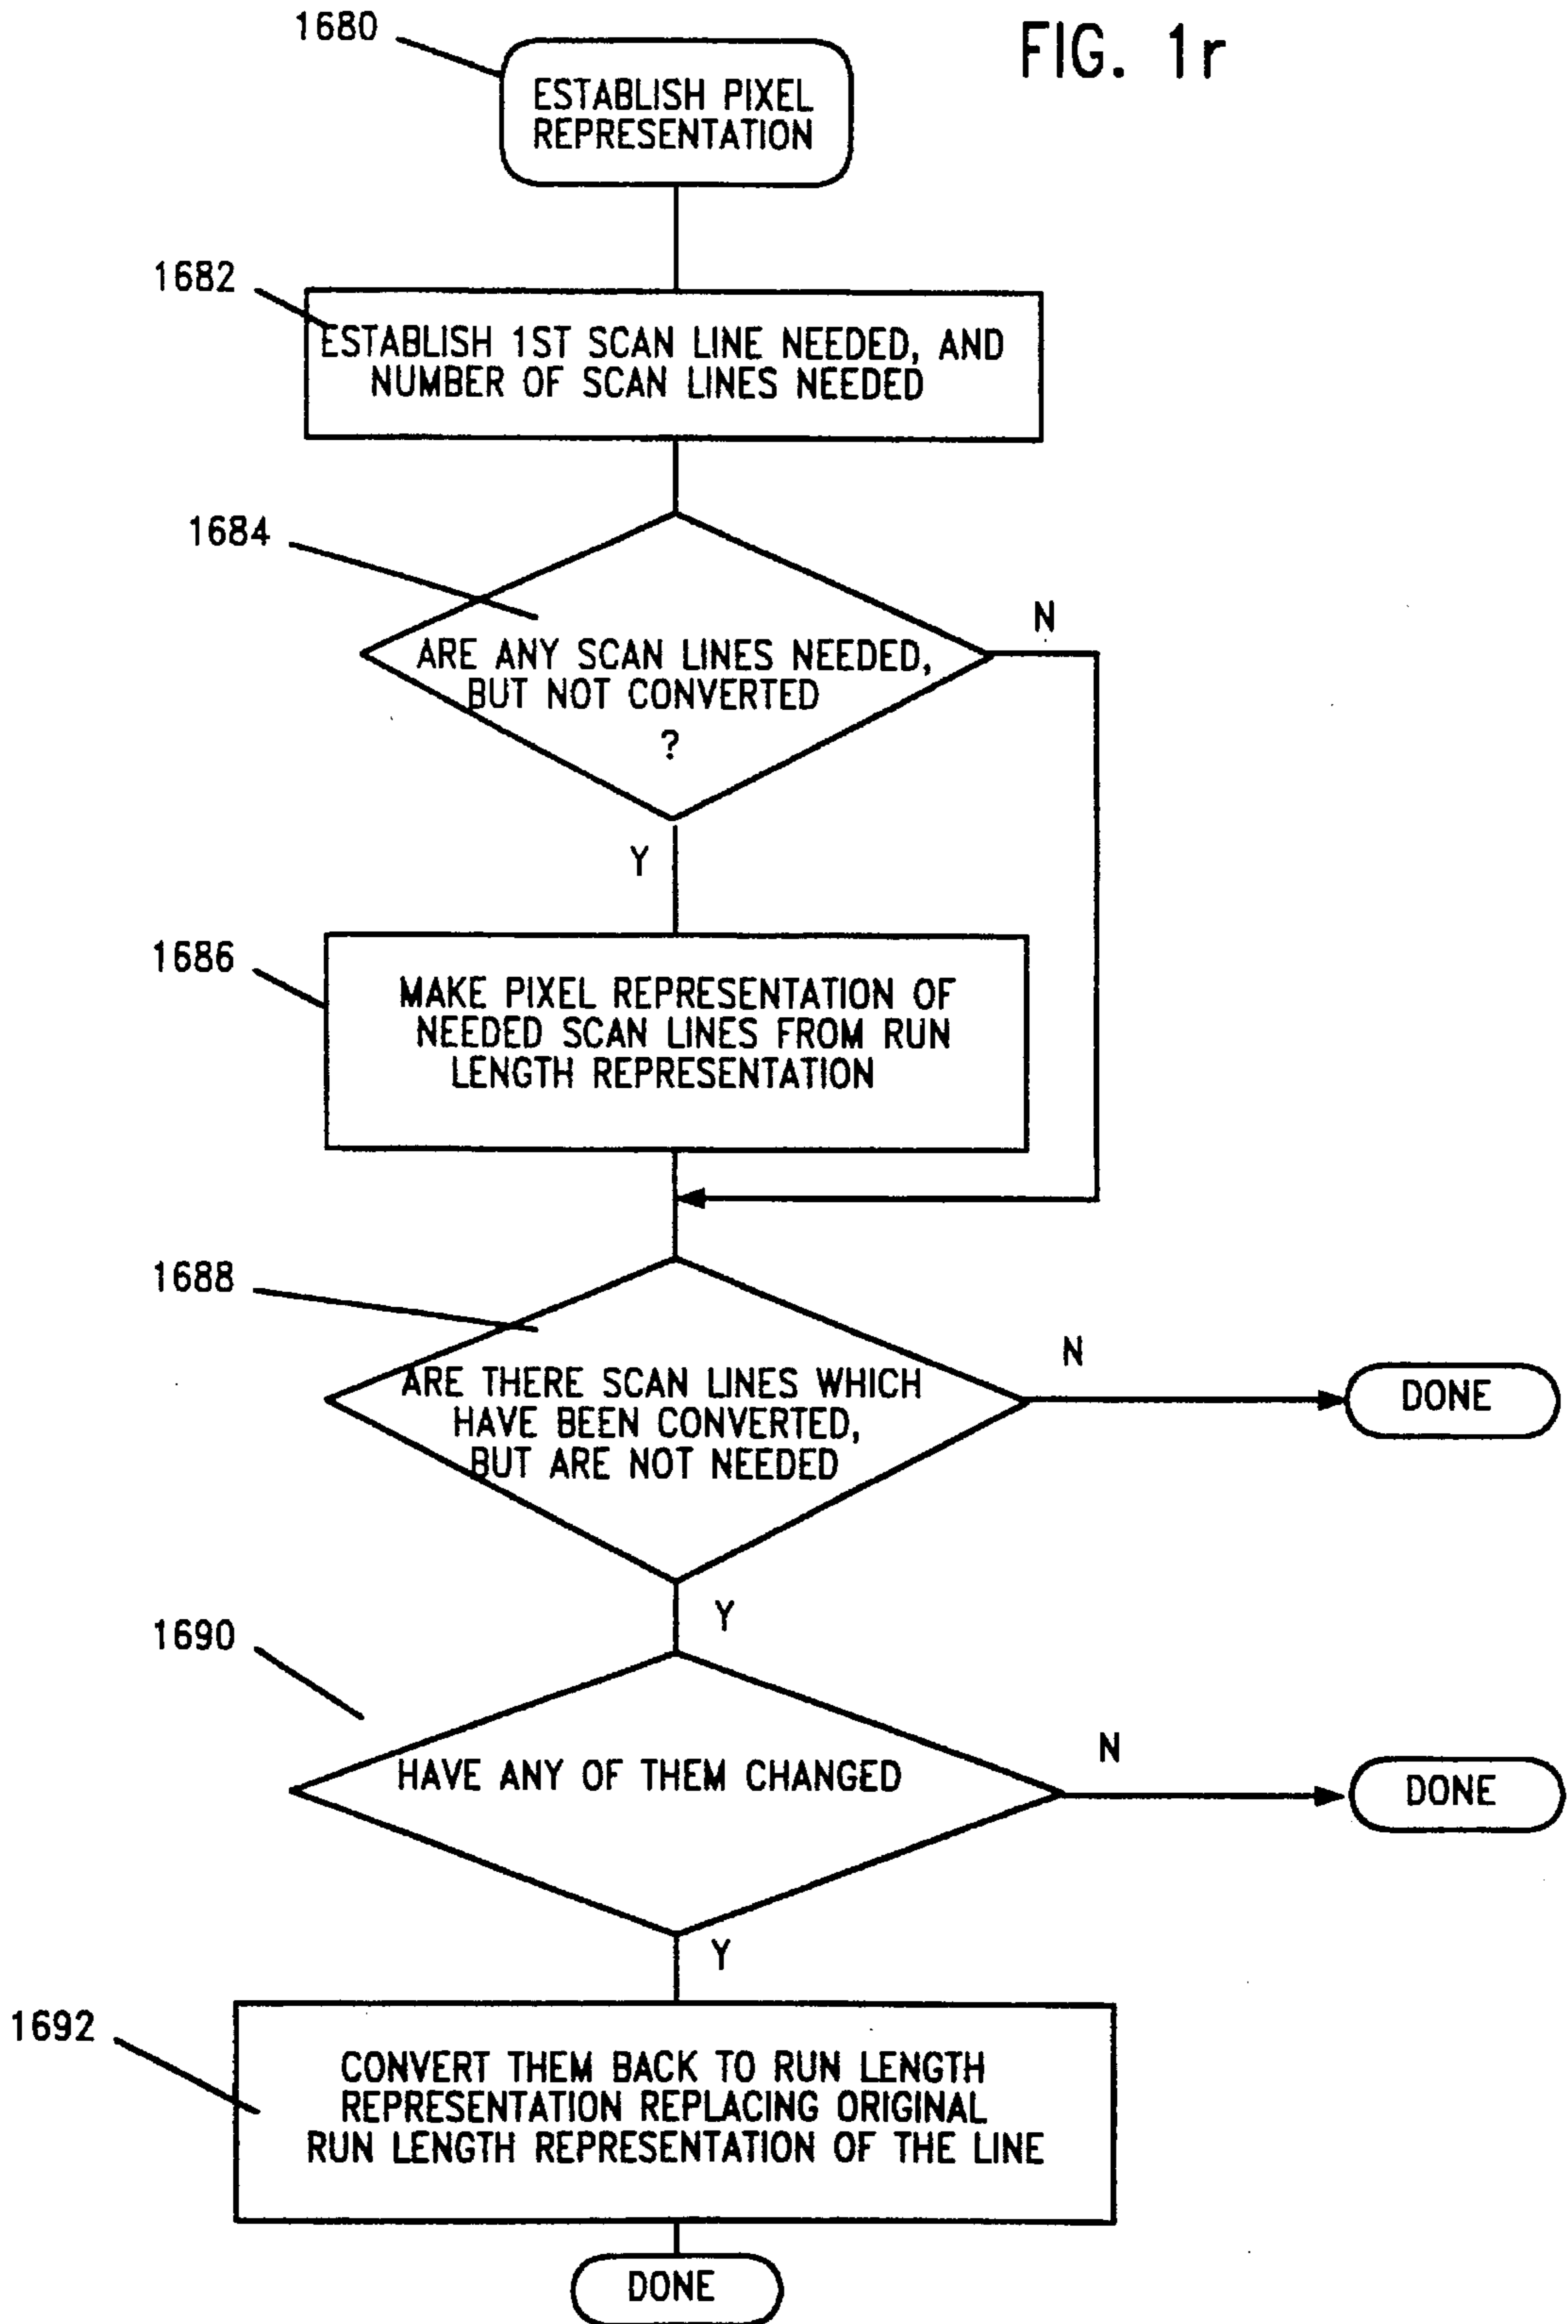 FIG. 1r
1680
ESTABLISH PIXEL
REPRESENTATION
1682
ESTABLISH 1ST SCAN LINE NEEDED, AND
NUMBER OF SCAN LINES NEEDED
1684
N
ARE ANY SCAN LINES NEEDED,
BUT NOT CONVERTED
?
Y
1686
MAKE PIXEL REPRESENTATION OF
NEEDED SCAN LINES FROM RUN
LENGTH REPRESENTATION
1688
N
ARE THERE SCAN LINES WHICH
HAVE BEEN CONVERTED,
BUT ARE NOT NEEDED
DONE
Y
1690
N
HAVE ANY OF THEM CHANGED
DONE
Y
1692
CONVERT THEM BACK TO RUN LENGTH
REPRESENTATION REPLACING ORIGINAL
RUN LENGTH REPRESENTATION OF THE LINE
DONE